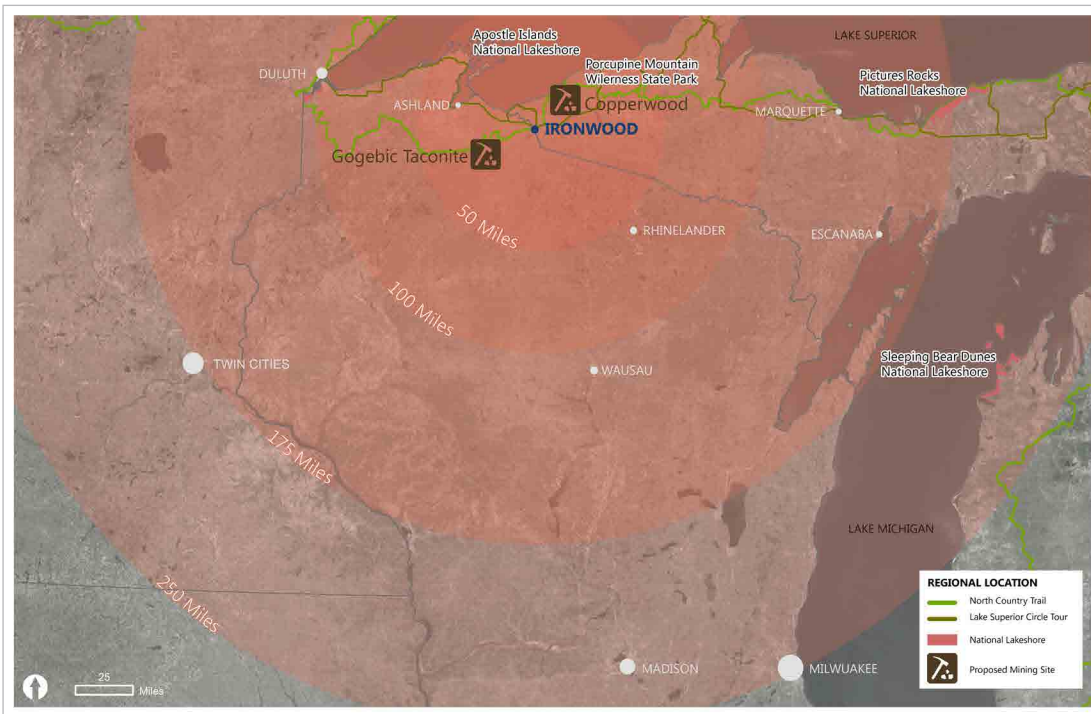 Apostle Islands
National Lakeshore
LAKE SUPERIOR
DULUTH
Porcupine Mountain
Wilerness State Park
Pictures Rocks
National Lakeshore
ASHLAND
Copperwood
MARQUETTE
IRONWOOD
Gogebic Taconite
50 Miles
RHINELANDER
ESCANABA
100 Miles
TWIN CITIES
Sleeping Bear Dunes
National Lakeshore
WAUSAU
175 Miles
LAKE MICHIGAN
250 Miles
REGIONAL LOCATION
North Country Trail
Lake Superior Circle Tour
National Lakeshore
Proposed Mining Site
MADISON
MILWUAKEE
25
Miles